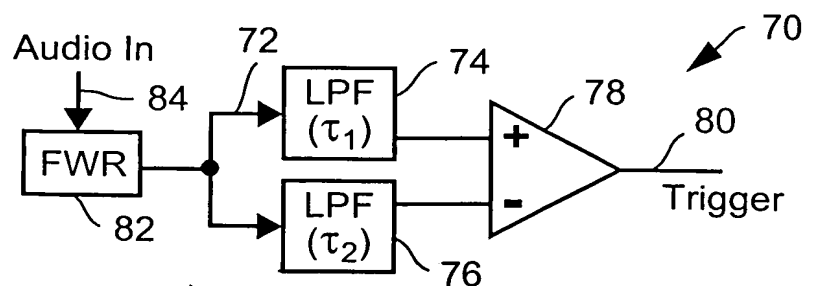 Audio In
84
FWR
82
72
LPF
(τ1)
74
LPF
(τ2)
76
+
-
78
80
Trigger
70